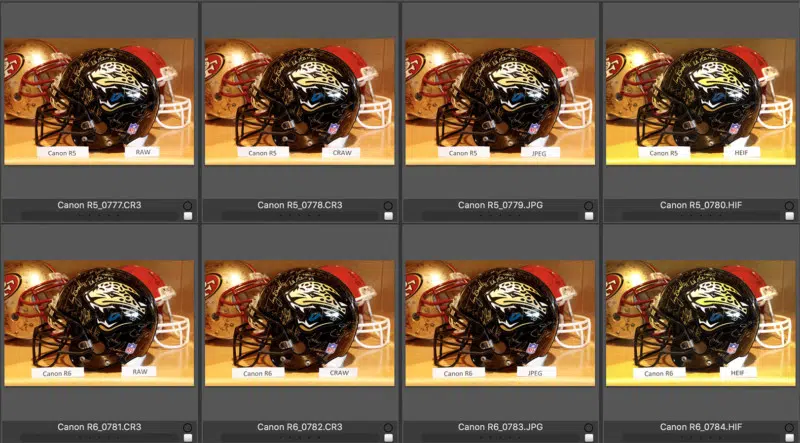 Canon R5 RAW
Canon R5 CRAW
Canon R5 JPEG
Canon R5 HEIF
Canon R5_0777.CR3
Canon R5_0778.CR3
Canon R5_0779.JPG
Canon R5_0780.HIF
Canon R6 RAW
Canon R6 CRAW
Canon R6 JPEG
Canon R6 HEIF
Canon R6_0781.CR3
Canon R6_0782.CR3
Canon R6_0783.JPG
Canon R6_0784.HIF